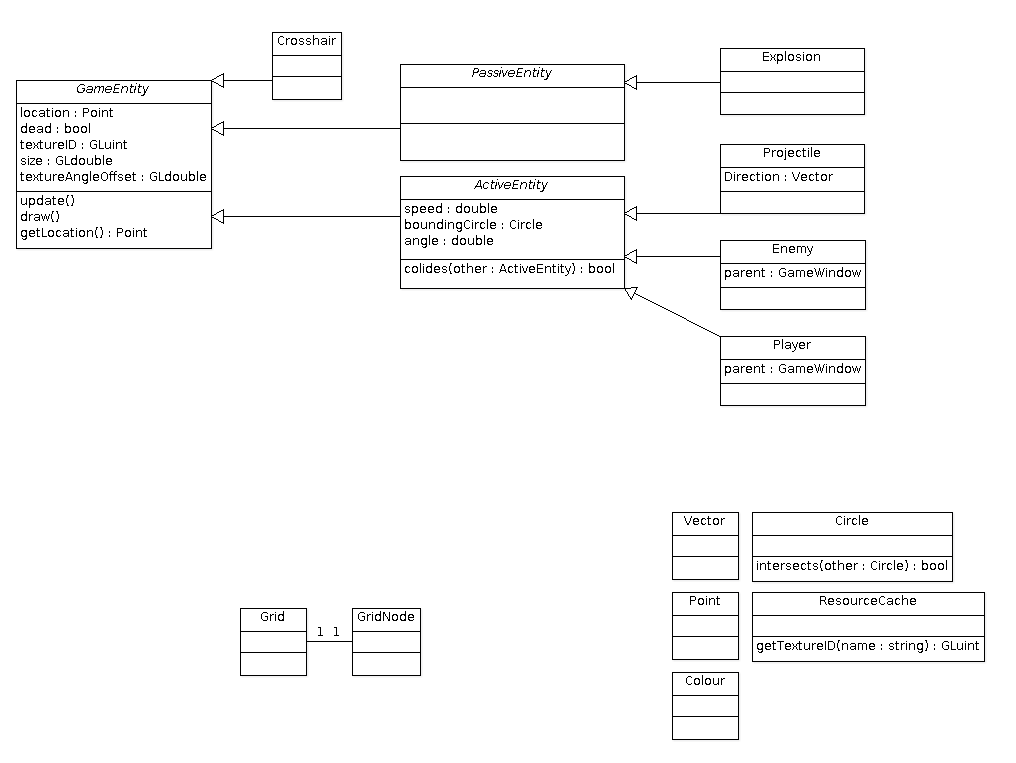 Crosshair
GameEntity
location : Point
dead : bool
textureID : GLuint
size : GLdouble
textureAngleOffset : GLdouble
update()
draw()
getLocation() : Point
PassiveEntity
ActiveEntity
speed : double
boundingCircle : Circle
angle : double
colides(other : ActiveEntity) : bool
Explosion
Projectile
Direction : Vector
Enemy
parent : GameWindow
Player
parent : GameWindow
Grid
1 1
GridNode
Vector
Circle
intersects(other : Circle) : bool
Point
ResourceCache
getTextureID(name : string) : GLuint
Colour